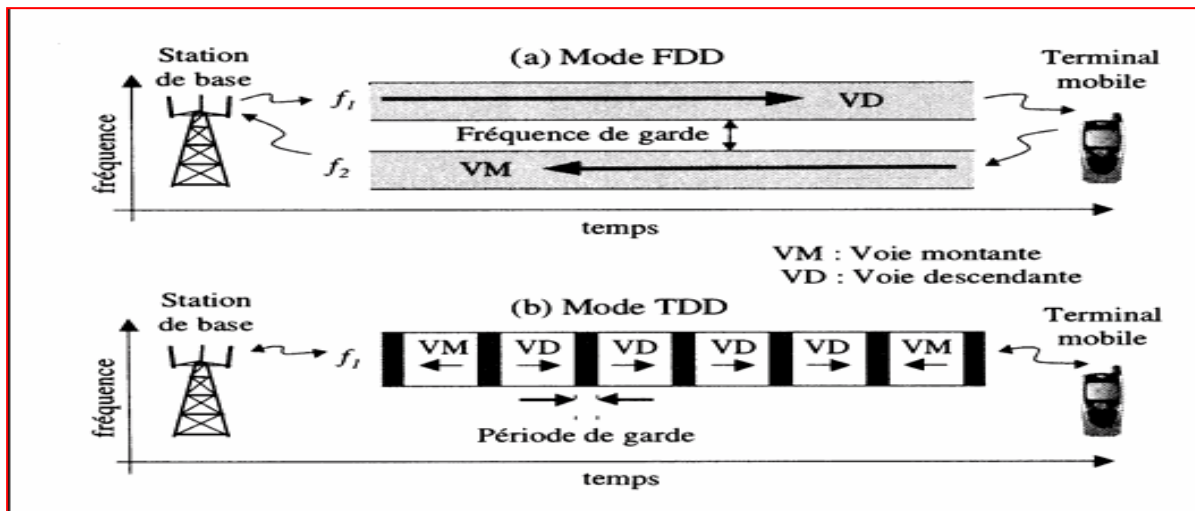 Station
de base
(a) Mode FDD
Terminal
mobile
fréquence
f1
VD
Fréquence de garde
f2
VM
temps
VM : Voie montante
VD : Voie descendante
Station
de base
(b) Mode TDD
Terminal
mobile
fréquence
f1
VM VD VD VD VD VM
Période de garde
temps